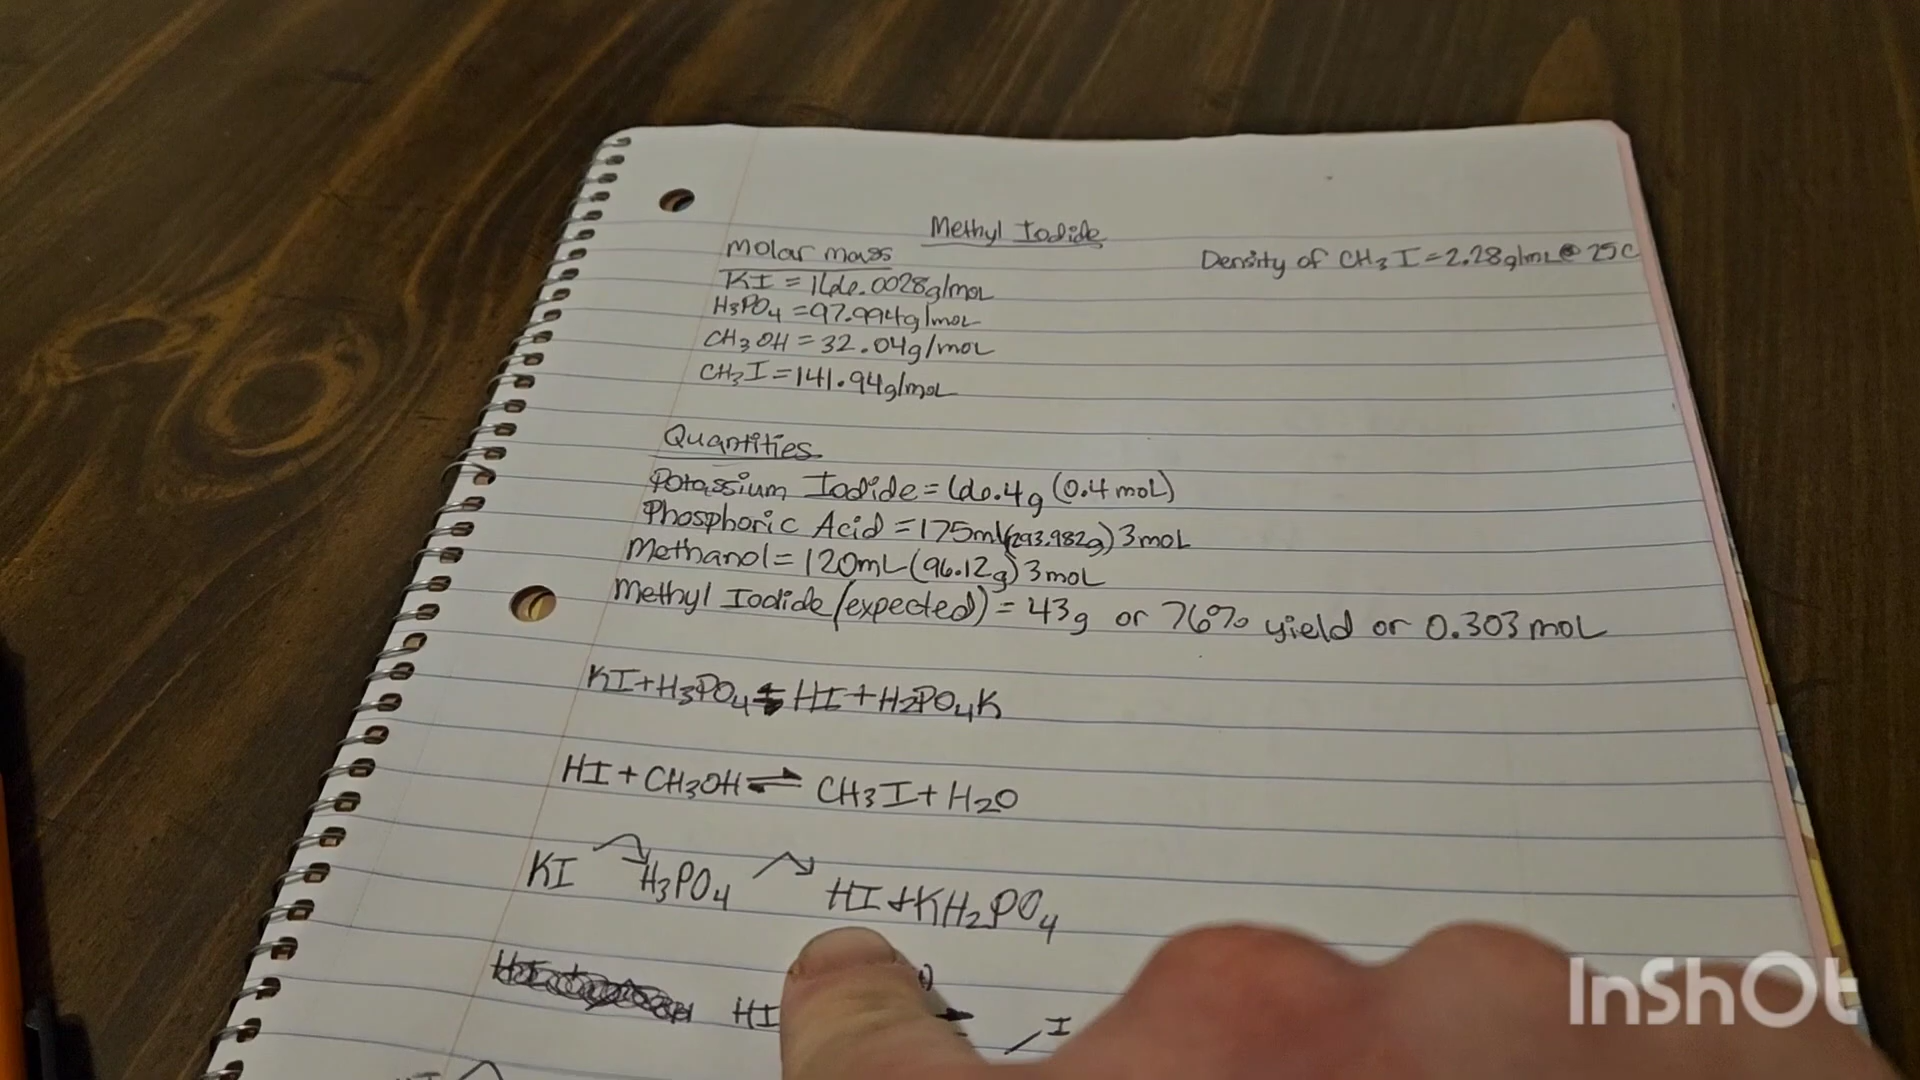 Methyl Iodide
Molar mass
Density of CH3I=2.28g/mL@ 25C
KI = 166.0028g/mol
H3PO4 =97.994g/mol
CH3OH = 32.04g/mol
CH3I=141.94g/mol
Quantities
Potassium Iodide= 66.4g (0.4 mol)
Phosphoric Acid =175ml(293.982g) 3mol
Methanol= 120mL (96.12g) 3mol
Methyl Iodide (expected) = 43g or 76% yield or 0.303 mol
KI+H3PO4 ⇌ HI + H2PO4K
HI + CH3OH ⇌ CH3I + H2O
KI H3PO4 HI+KH2PO4
HI
I
InShOt